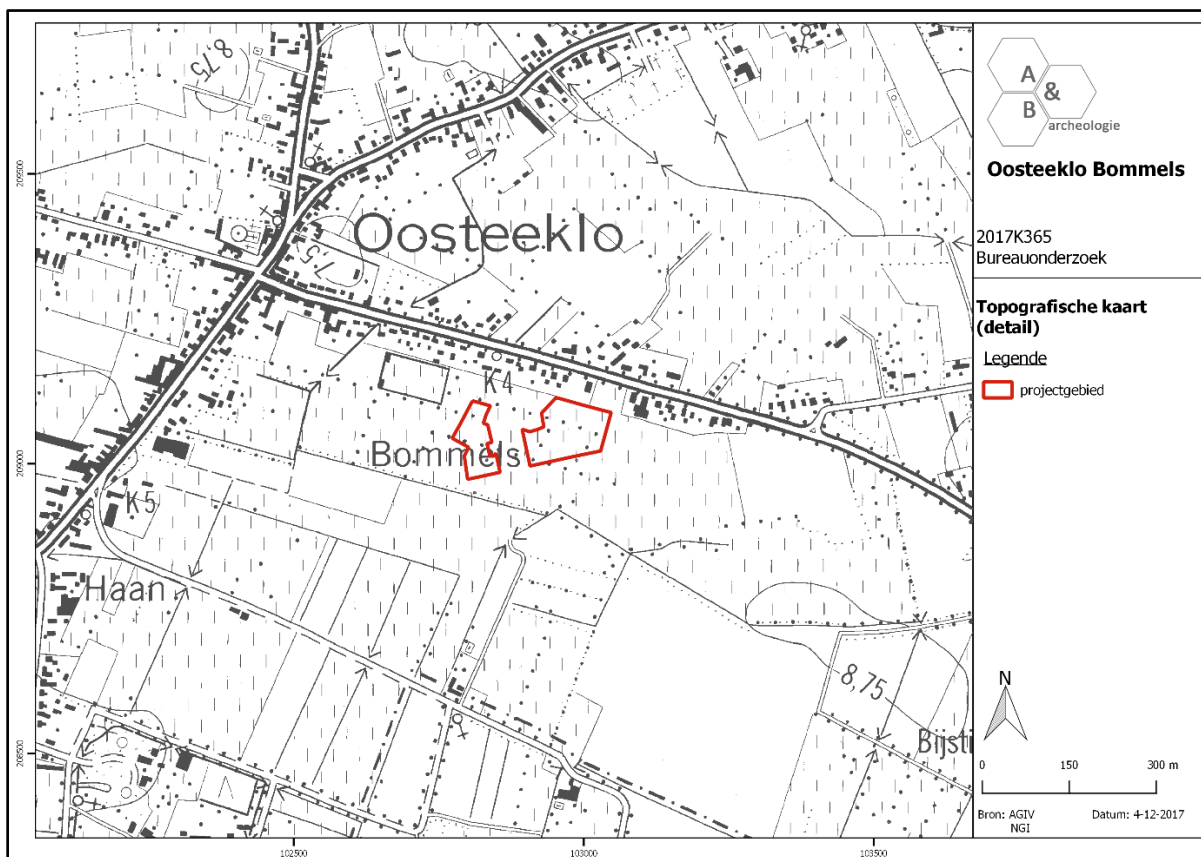 8,75
Oosteeklo
7,5
K4
Bommels
K5
Haan
8,75
Bijsti
209500
209000
208500
102500
103000
103500
A
&
B
archeologie
Oosteeklo Bommels
2017K365
Bureauonderzoek
Topografische kaart
(detail)
Legende
projectgebied
N
0 150 300 m
Bron: AGIV Datum: 4-12-2017
NGI